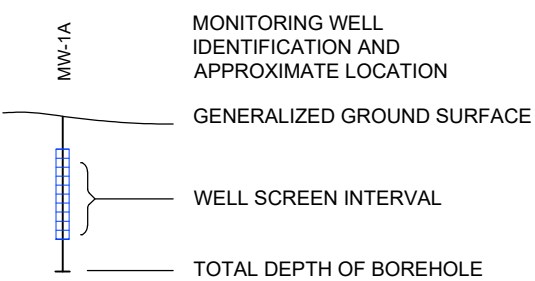 MW-1A
MONITORING WELL
IDENTIFICATION AND
APPROXIMATE LOCATION
GENERALIZED GROUND SURFACE
WELL SCREEN INTERVAL
TOTAL DEPTH OF BOREHOLE